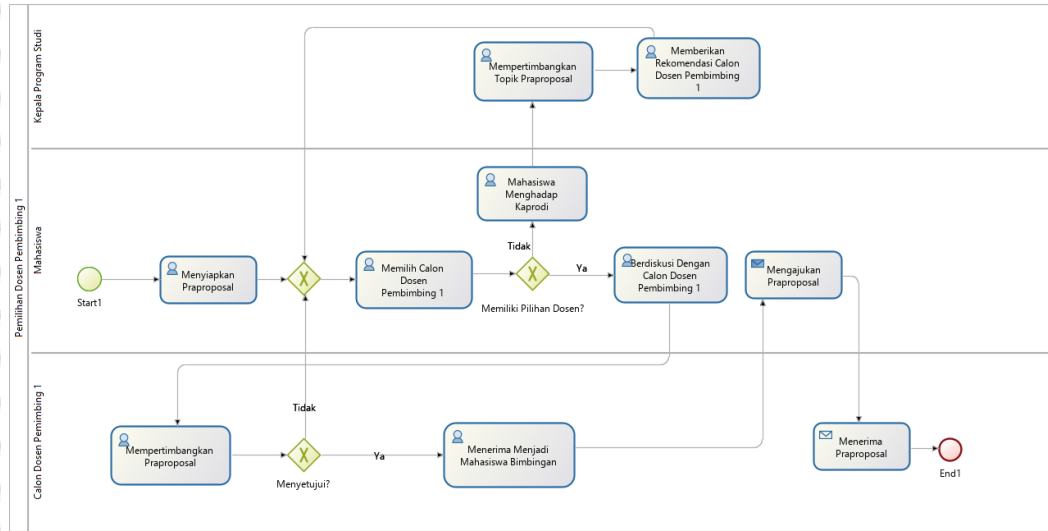 Pemilihan Dosen Pembimbing 1
Kepala Program Studi
Mempertimbangkan
Topik Praproposal
Memberikan
Rekomendasi Calon
Dosen Pembimbing
1
Mahasiswa
Mahasiswa
Menghadap
Kaprodi
Start1
Menyiapkan
Praproposal
Memilih Calon
Dosen
Pembimbing 1
Tidak
Ya
Memiliki Pilihan Dosen?
Berdiskusi Dengan
Calon Dosen
Pembimbing 1
Mengajukan
Praproposal
Calon Dosen Pemimbing 1
Mempertimbangkan
Praproposal
Tidak
Menyetujui?
Ya
Menerima Menjadi
Mahasiswa Bimbingan
Menerima
Praproposal
End1